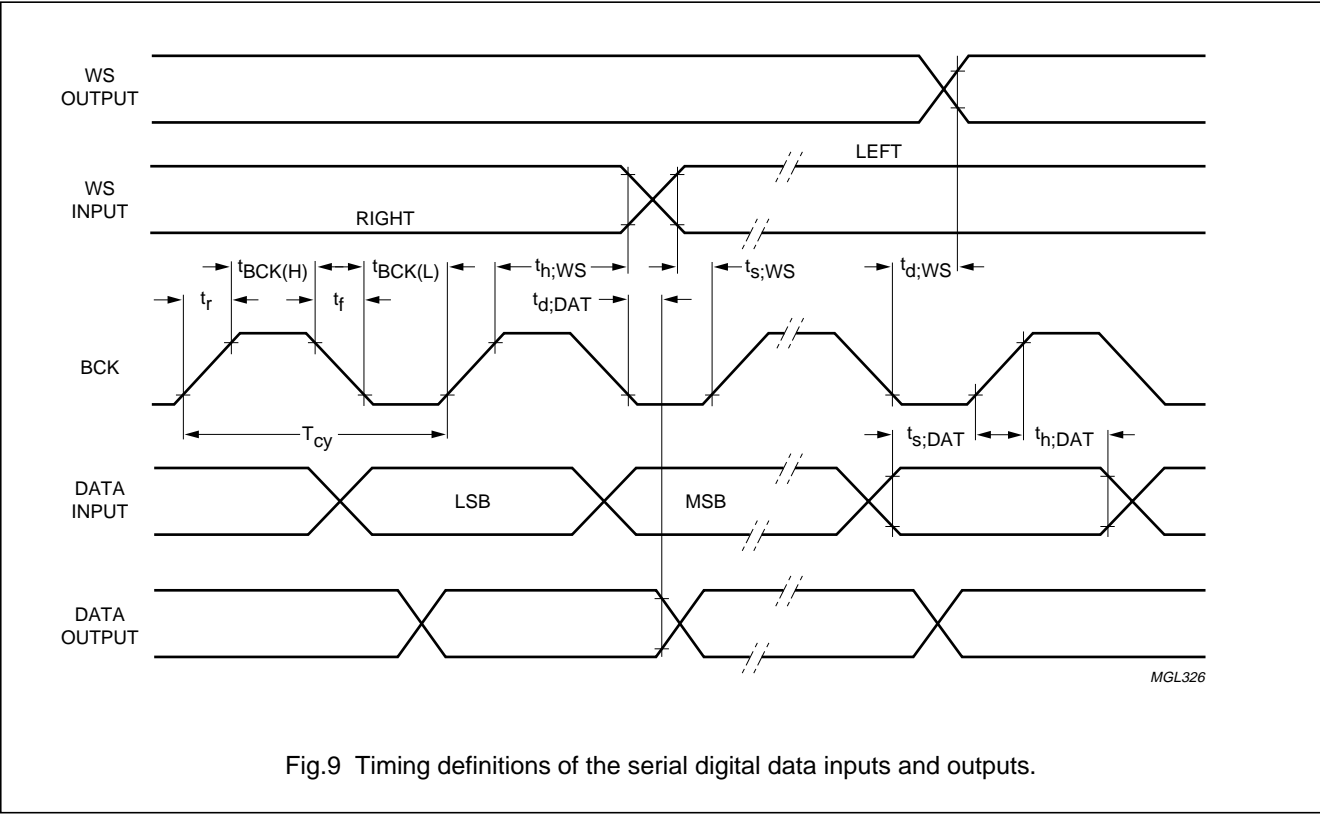 WS
OUTPUT
LEFT
WS
INPUT
RIGHT
tBCK(H)
tBCK(L)
th;WS
ts;WS
td;WS
tr
tf
td;DAT
BCK
Tcy
ts;DAT
th;DAT
DATA
INPUT
LSB
MSB
DATA
OUTPUT
MGL326
Fig.9 Timing definitions of the serial digital data inputs and outputs.